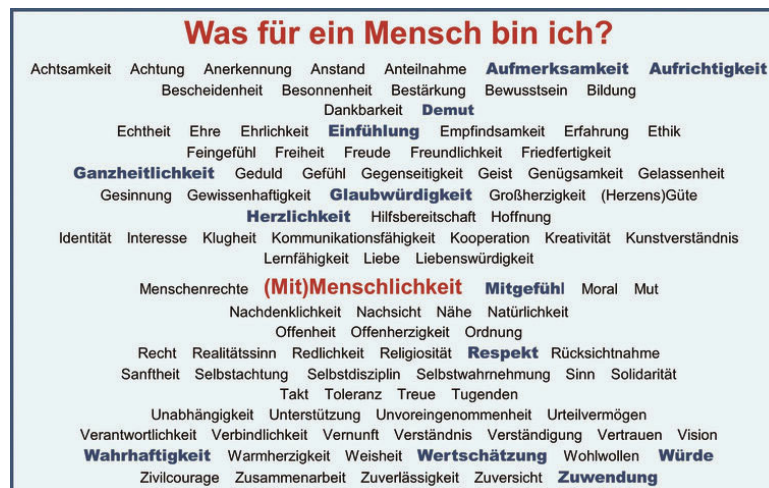 Was für ein Mensch bin ich?
Achtsamkeit Achtung Anerkennung Anstand Anteilnahme Aufmerksamkeit Aufrichtigkeit
Bescheidenheit Besonnenheit Bestärkung Bewusstsein Bildung
Dankbarkeit Demut
Echtheit Ehre Ehrlichkeit Einfühlung Empfindsamkeit Erfahrung Ethik
Feingefühl Freiheit Freude Freundlichkeit Friedfertigkeit
Ganzheitlichkeit Geduld Gefühl Gegenseitigkeit Geist Genügsamkeit Gelassenheit
Gesinnung Gewissenhaftigkeit Glaubwürdigkeit Großherzigkeit (Herzens)Güte
Herzlichkeit Hilfsbereitschaft Hoffnung
Identität Interesse Klugheit Kommunikationsfähigkeit Kooperation Kreativität Kunstverständnis
Lernfähigkeit Liebe Liebenswürdigkeit
Menschenrechte (Mit)Menschlichkeit Mitgefühl Moral Mut
Nachdenklichkeit Nachsicht Nähe Natürlichkeit
Offenheit Offenherzigkeit Ordnung
Recht Realitätssinn Redlichkeit Religiosität Respekt Rücksichtnahme
Sanftheit Selbstachtung Selbstdisziplin Selbstwahrnehmung Sinn Solidarität
Takt Toleranz Treue Tugenden
Unabhängigkeit Unterstützung Unvoreingenommenheit Urteilvermögen
Verantwortlichkeit Verbindlichkeit Vernunft Verständnis Verständigung Vertrauen Vision
Wahrhaftigkeit Warmherzigkeit Weisheit Wertschätzung Wohlwollen Würde
Zivilcourage Zusammenarbeit Zuverlässigkeit Zuversicht Zuwendung